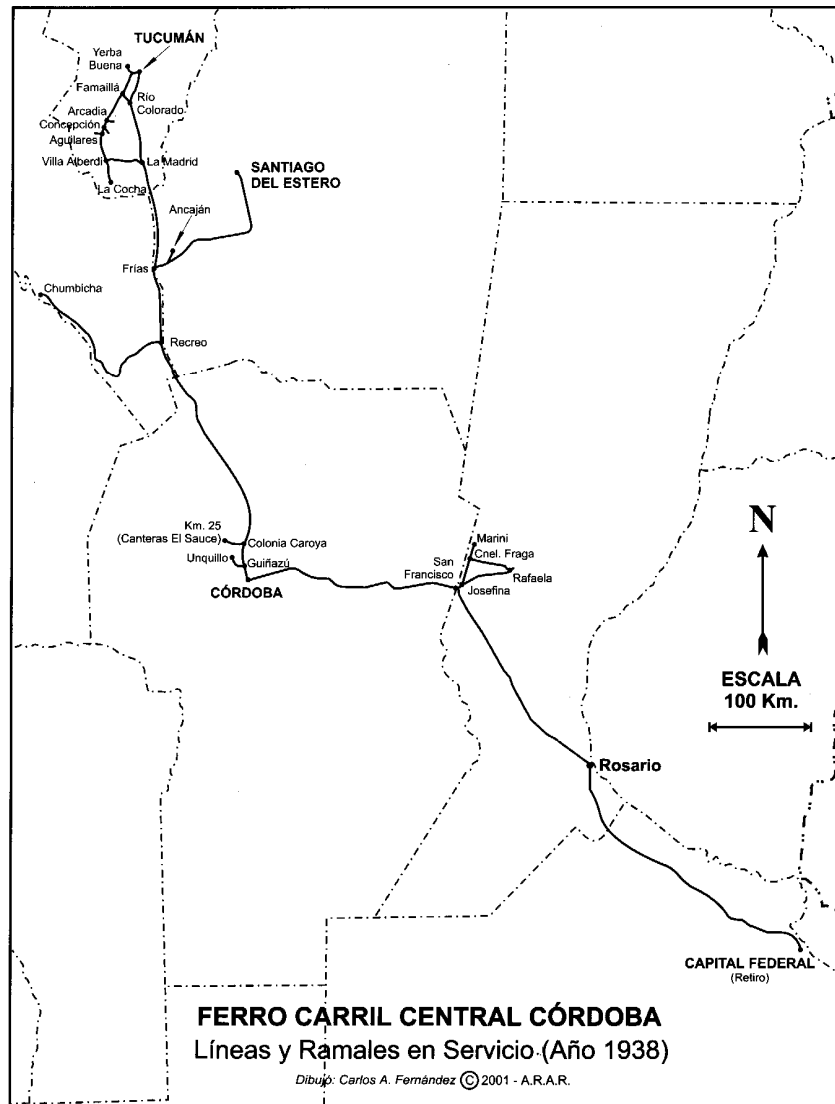 Yerba
Buena
TUCUMÁN
Famaillá
Río
Colorado
Arcadia
Concepción
Aguilares
Villa Alberdi
La Madrid
La Cocha
SANTIAGO
DEL ESTERO
Ancaján
Frías
Chumbicha
Recreo
Km. 25
(Canteras El Sauce)
Colonia Caroya
Unquillo
Guiñazú
CÓRDOBA
Marini
Cnel. Fraga
San
Francisco
Rafaela
Josefina
N
ESCALA
100 Km.
Rosario
CAPITAL FEDERAL
(Retiro)
FERRO CARRIL CENTRAL CÓRDOBA
Líneas y Ramales en Servicio (Año 1938)
Dibujó: Carlos A. Fernández © 2001 - A.R.A.R.